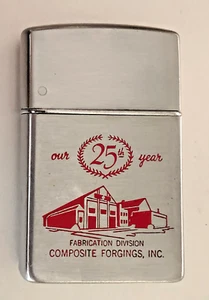 our 25th year
FABRICATION DIVISION
COMPOSITE FORGINGS, INC.